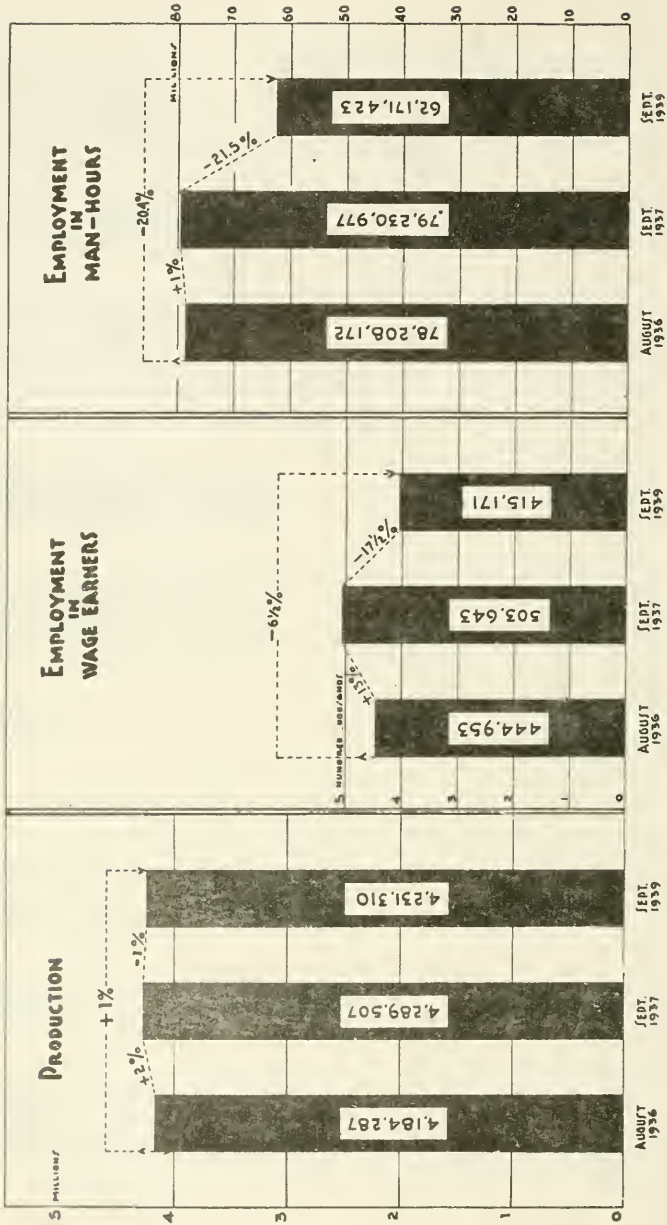 PRODUCTION
5 MILLIONS
4
3
2
1
0
+1%
+2%
-1%
4,184,287
4,289,507
4,231,310
AUGUST
1936
SEPT.
1937
SEPT.
1939
EMPLOYMENT
IN
WAGE EARNERS
5 HUNDRED THOUSANDS
4
3
2
1
0
-6½%
+13%
-17½%
444,953
503,643
415,171
AUGUST
1936
SEPT.
1937
SEPT.
1939
EMPLOYMENT
IN
MAN-HOURS
MILLIONS
80
70
60
50
40
30
20
10
0
-20.4%
+1%
-21.5%
78,208,172
79,230,977
62,171,423
AUGUST
1936
SEPT.
1937
SEPT.
1939